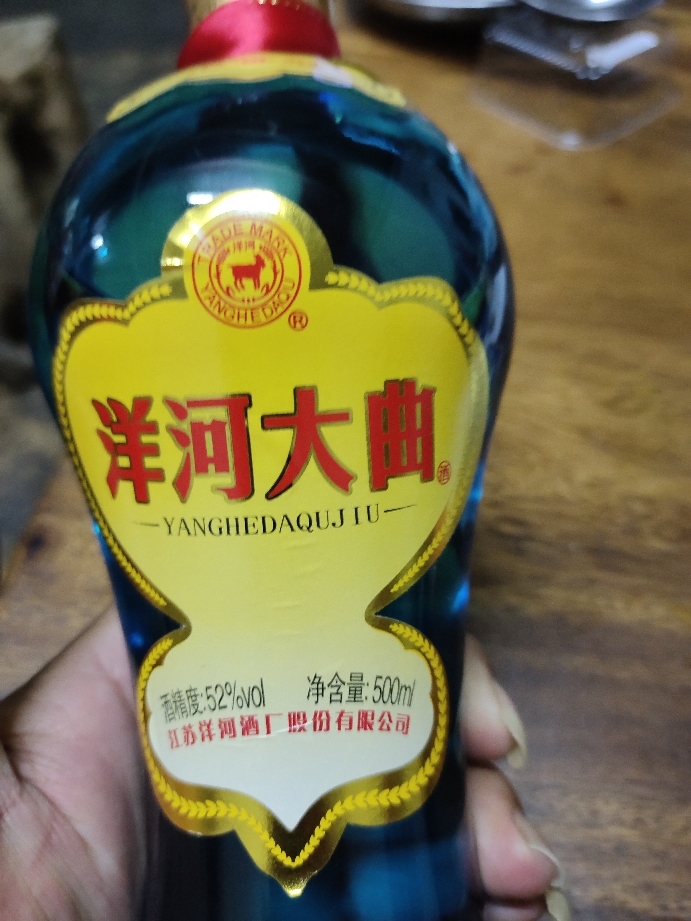 TRADE MARK
洋河
YANGHEDAQU
®
洋河大曲
酒
YANGHEDAQUJIU
酒精度:52%vol 净含量:500ml
江苏洋河酒厂股份有限公司